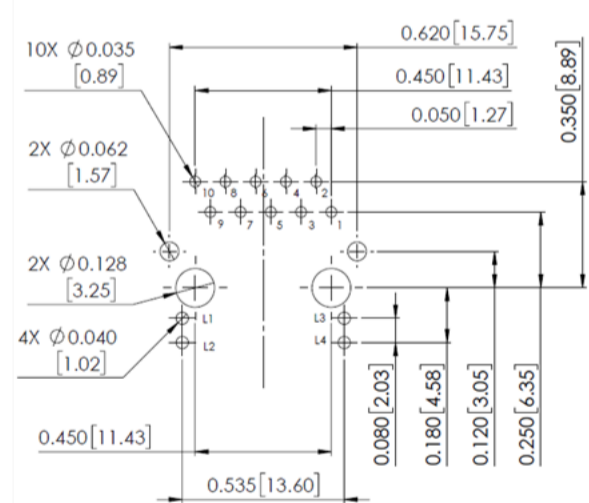 0.620[15.75]
10X Ø0.035
[0.89]
0.450[11.43]
0.050[1.27]
0.350[8.89]
2X Ø0.062
[1.57]
10 8 6 4 2
9 7 5 3 1
2X Ø0.128
[3.25]
L1 L3
4X Ø0.040
[1.02]
L2 L4
0.080[2.03]
0.180[4.58]
0.120[3.05]
0.250[6.35]
0.450[11.43]
0.535[13.60]